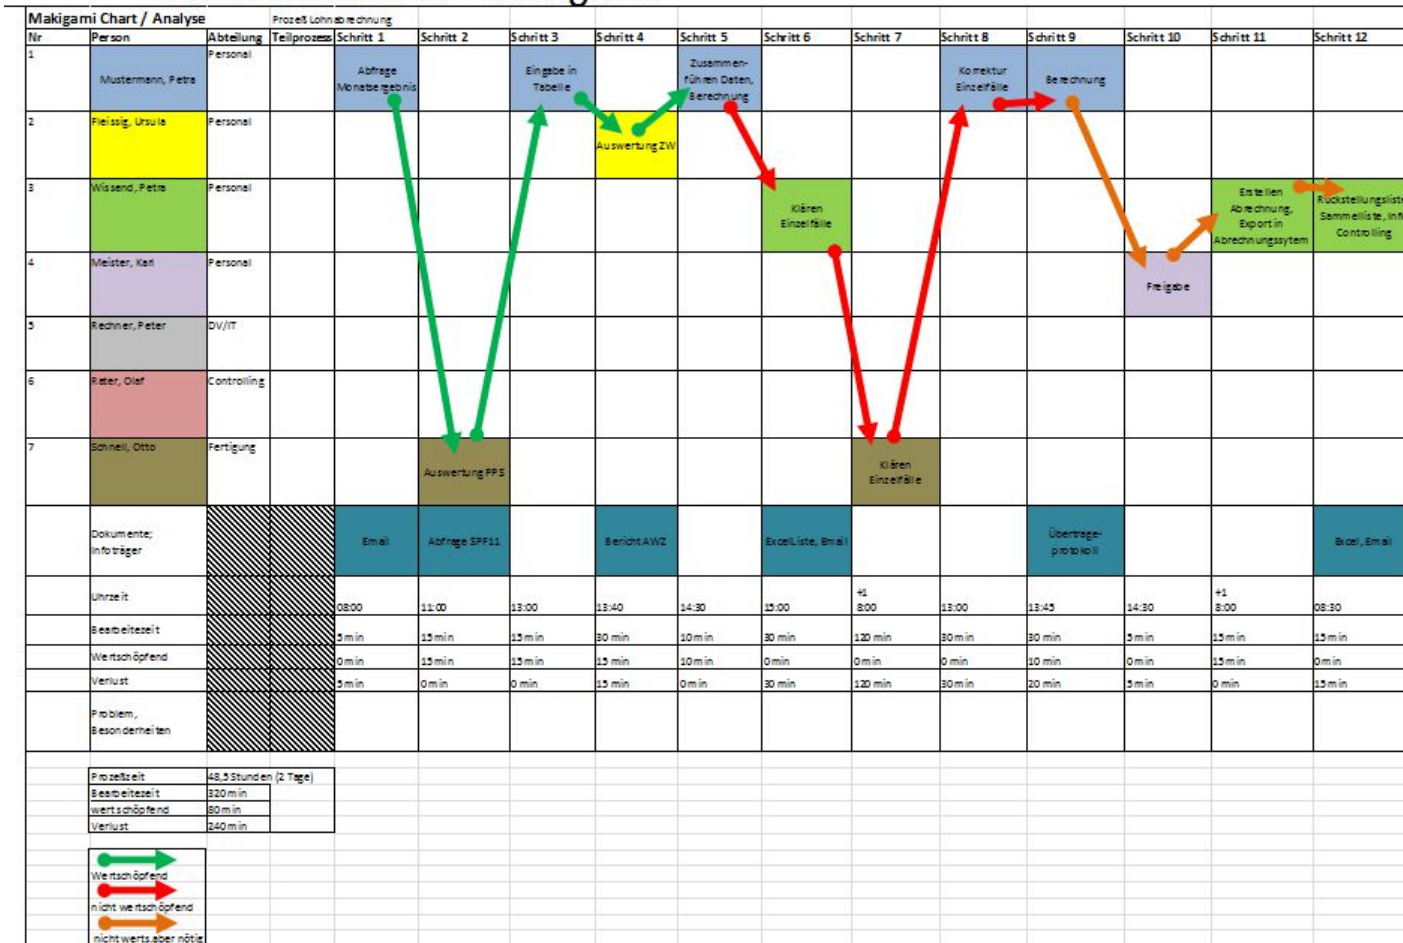 Makigami Chart / Analyse Prozeß Lohnabrechnung
Nr Person Abteilung Teilprozess Schritt 1 Schritt 2 Schritt 3 Schritt 4 Schritt 5 Schritt 6 Schritt 7 Schritt 8 Schritt 9 Schritt 10 Schritt 11 Schritt 12
1 Mustermann, Petra Personal
Abfrage
Monatsergebnis
Eingabe in
Tabelle
Zusammen-
führen Daten,
Berechnung
Korrektur
Einzelfälle
Berechnung
2 Fleissig, Ursula Personal
Auswertung ZW
3 Wissend, Petra Personal
Klären
Einzelfälle
Erstellen
Abrechnung,
Export in
Abrechnungssytem
Rückstellungsliste
Sammelliste, Info
Controlling
4 Meister, Karl Personal
Freigabe
5 Rechner, Peter DV/IT
6 Rater, Olaf Controlling
7 Schnell, Otto Fertigung
Auswertung PPS
Klären
Einzelfälle
Dokumente;
Infoträger
Email Abfrage SPF11 Bericht AWZ ExcelListe, Email
Übertrage-
protokoll
Excel, Email
Uhrzeit
+1 +1
08:00 11:00 13:00 13:40 14:30 15:00 8:00 13:00 13:45 14:30 8:00 08:30
Bearbeitezeit 5 min 15 min 15 min 30 min 10 min 30 min 120 min 30 min 30 min 5 min 15 min 15 min
Wertschöpfend 0 min 15 min 15 min 15 min 10 min 0 min 0 min 0 min 10 min 0 min 15 min 0 min
Verlust 5 min 0 min 0 min 15 min 0 min 30 min 120 min 30 min 20 min 5 min 0 min 15 min
Problem,
Besonderheiten
Prozeßzeit 48,5 Stunden (2 Tage)
Bearbeitezeit 320 min
wertschöpfend 80 min
Verlust 240 min
Wertschöpfend
nicht wertschöpfend
nicht werts.aber nötig